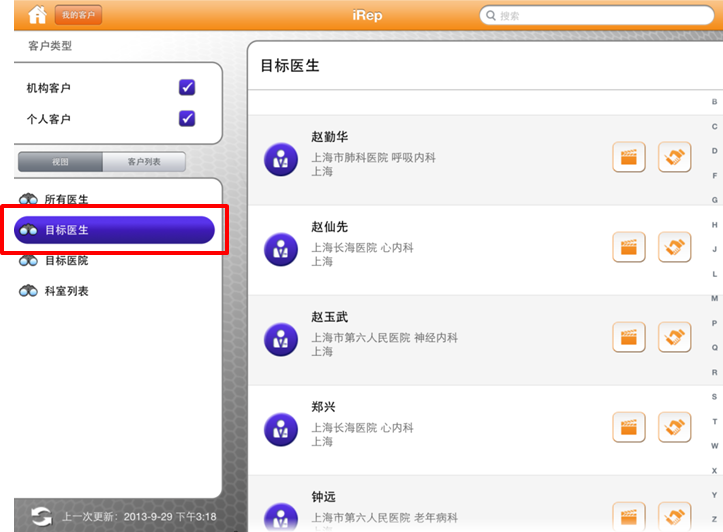 我的客户
iRep
搜索
客户类型
机构客户
个人客户
视图
客户列表
所有医生
目标医生
目标医院
科室列表
上一次更新：2013-9-29 下午3:18
目标医生
赵勤华
上海市肺科医院 呼吸内科
上海
赵仙先
上海长海医院 心内科
上海
赵玉武
上海市第六人民医院 神经内科
上海
郑兴
上海长海医院 心内科
上海
钟远
上海市第六人民医院 老年病科
上海
B
C
D
F
G
H
J
L
M
P
Q
R
S
T
W
X
Y
Z